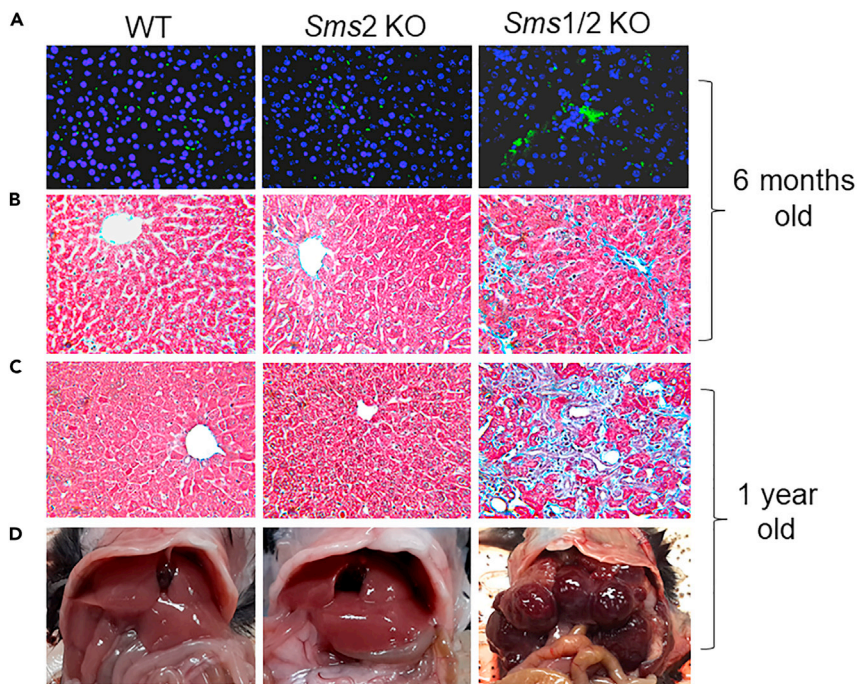 A
WT
Sms2 KO
Sms1/2 KO
B
6 months
old
C
1 year
old
D